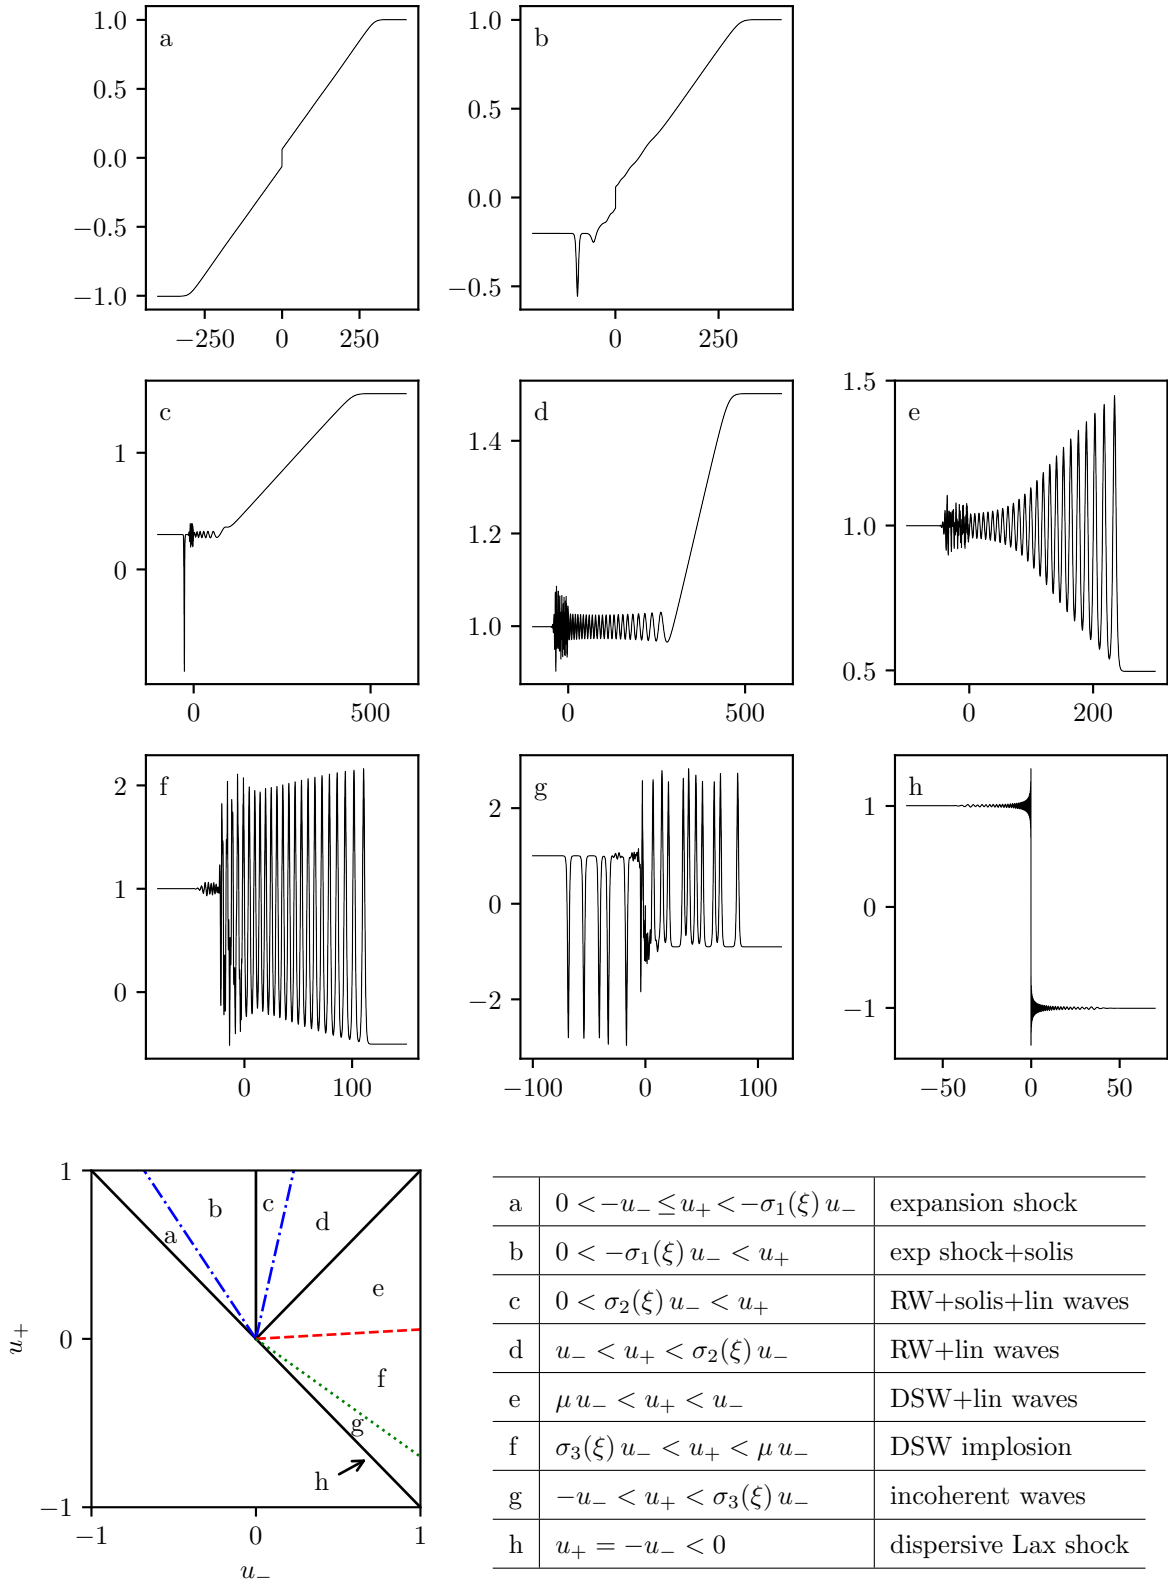 a
1.0
0.5
0.0
−0.5
−1.0
−250
0
250
b
1.0
0.5
0.0
−0.5
0
250
c
1
0
0
500
d
1.4
1.2
1.0
0
500
e
1.5
1.0
0.5
0
200
f
2
1
0
0
100
g
2
0
−2
−100
0
100
h
1
0
−1
−50
0
50
1
0
−1
−1
0
1
u₊
u₋
a
b
c
d
e
f
g
h
a 0 < −u₋ ≤ u₊ < −σ₁(ξ) u₋ expansion shock
b 0 < −σ₁(ξ) u₋ < u₊ exp shock+solis
c 0 < σ₂(ξ) u₋ < u₊ RW+solis+lin waves
d u₋ < u₊ < σ₂(ξ) u₋ RW+lin waves
e μ u₋ < u₊ < u₋ DSW+lin waves
f σ₃(ξ) u₋ < u₊ < μ u₋ DSW implosion
g −u₋ < u₊ < σ₃(ξ) u₋ incoherent waves
h u₊ = −u₋ < 0 dispersive Lax shock